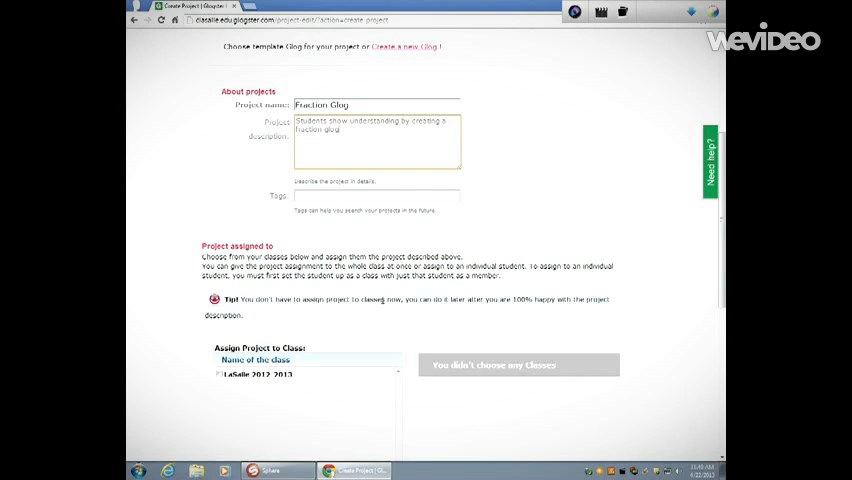 Create Project | Glogster
clasalle.edu.glogster.com/project/edit/?action=create project
WEVIDEO
Choose template Glog for your project or Create a new Glog !
About projects
Project name: Fraction Glog
Project description: Students show understanding by creating a
fraction glog
Describe the project in details.
Tags:
Tags can help you search your projects in the future.
Need help?
Project assigned to
Choose from your classes below and assign them the project described above.
You can give the project assignment to the whole class at once or assign to an individual student. To assign to an individual
student, you must first set the student up as a class with just that student as a member.
Tip! You don't have to assign project to classes now, you can do it later after you are 100% happy with the project
description.
Assign Project to Class:
Name of the class
You didn't choose any Classes
LaSalle 2012-2013
Sphera
Create Project | Gl...
11:48 AM
4/22/2013